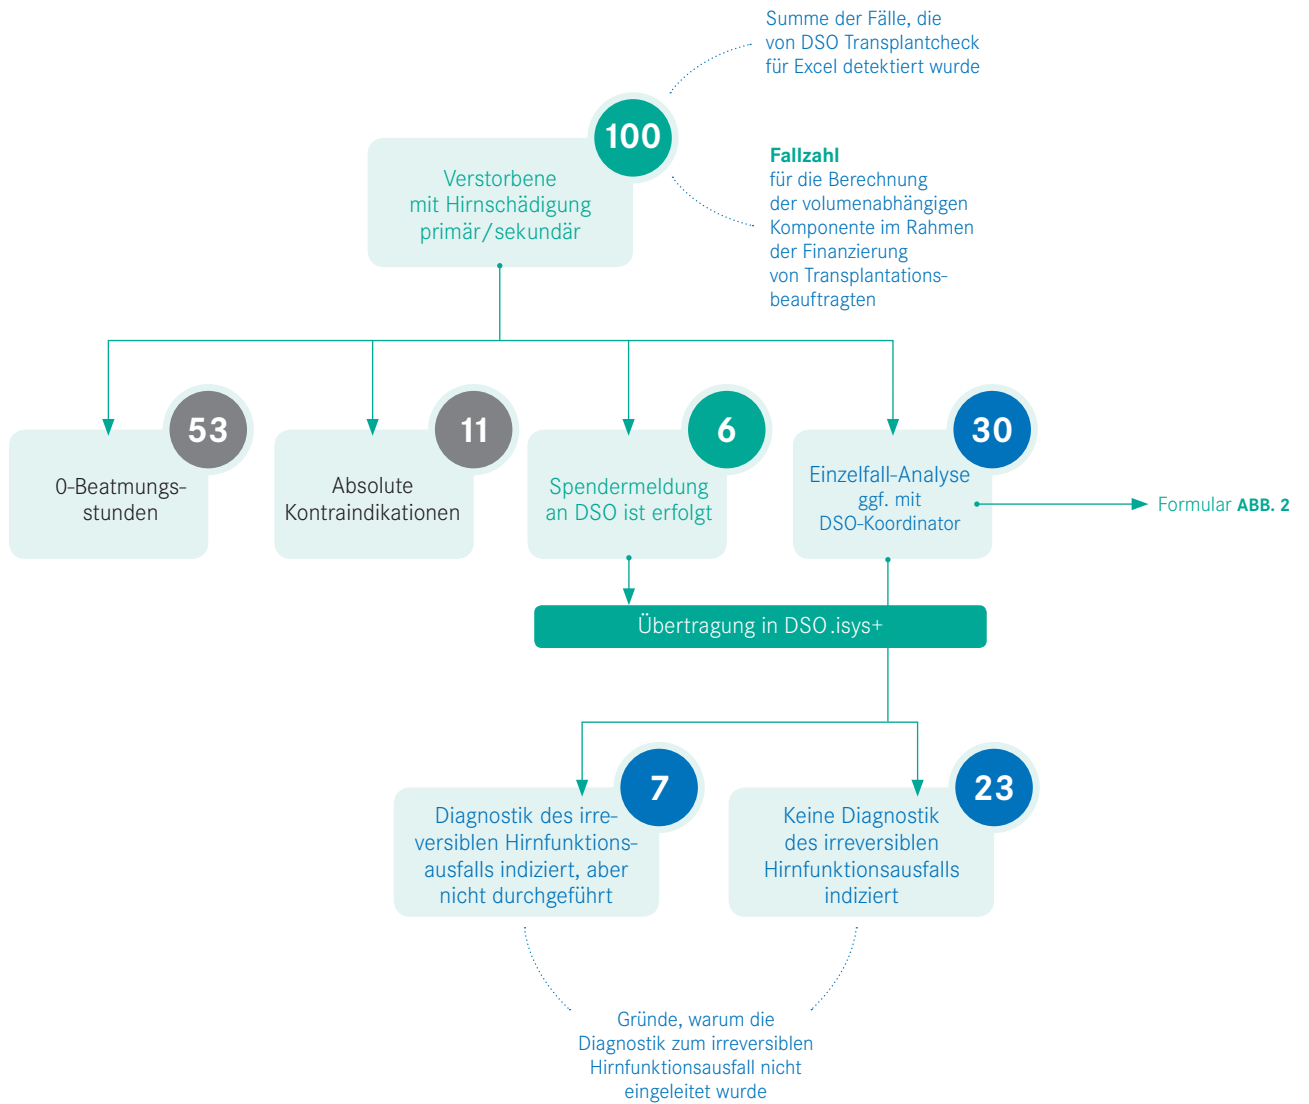 Summe der Fälle, die
von DSO Transplantcheck
für Excel detektiert wurde
100
Verstorbene
mit Hirnschädigung
primär/sekundär
Fallzahl
für die Berechnung
der volumenabhängigen
Komponente im Rahmen
der Finanzierung
von Transplantations-
beauftragten
53
0-Beatmungs-
stunden
11
Absolute
Kontraindikationen
6
Spendermeldung
an DSO ist erfolgt
30
Einzelfall-Analyse
ggf. mit
DSO-Koordinator
Formular ABB. 2
Übertragung in DSO.isys+
7
Diagnostik des irre-
versiblen Hirnfunktions-
ausfalls indiziert, aber
nicht durchgeführt
23
Keine Diagnostik
des irreversiblen
Hirnfunktionsausfalls
indiziert
Gründe, warum die
Diagnostik zum irreversiblen
Hirnfunktionsausfall nicht
eingeleitet wurde